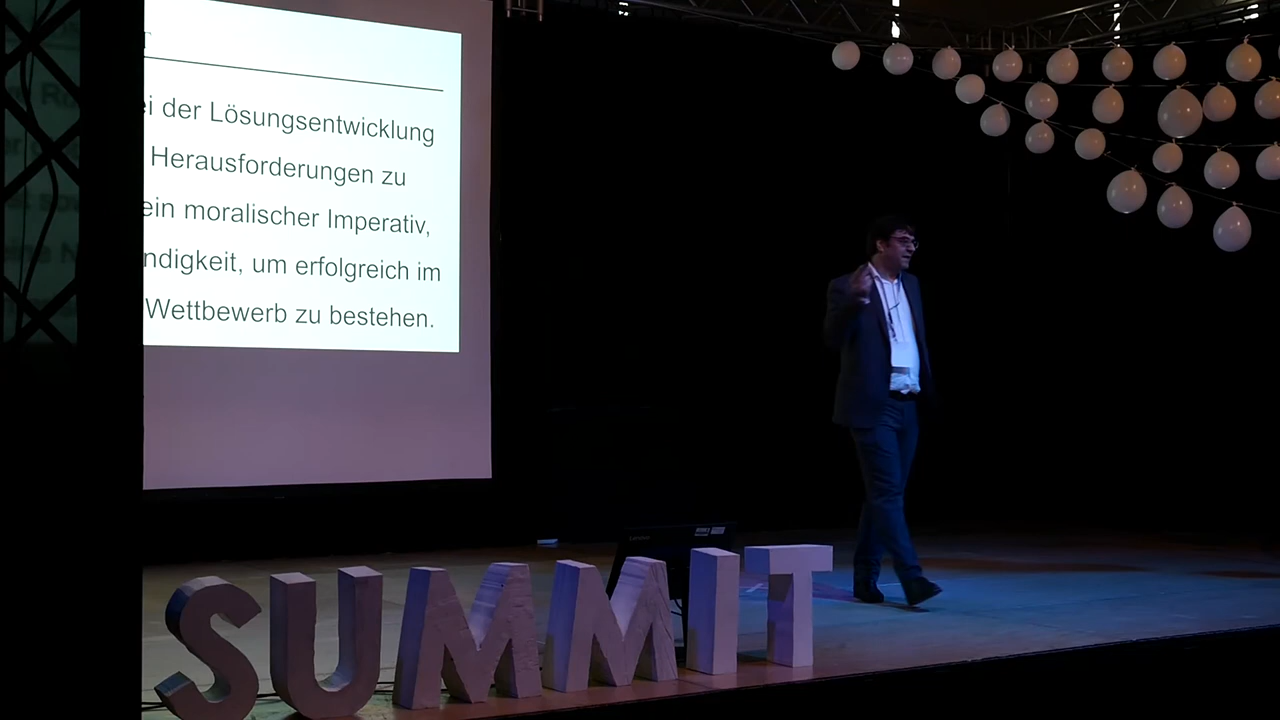 T
ei der Lösungsentwicklung
Herausforderungen zu
ein moralischer Imperativ,
ndigkeit, um erfolgreich im
Wettbewerb zu bestehen.
SUMMIT